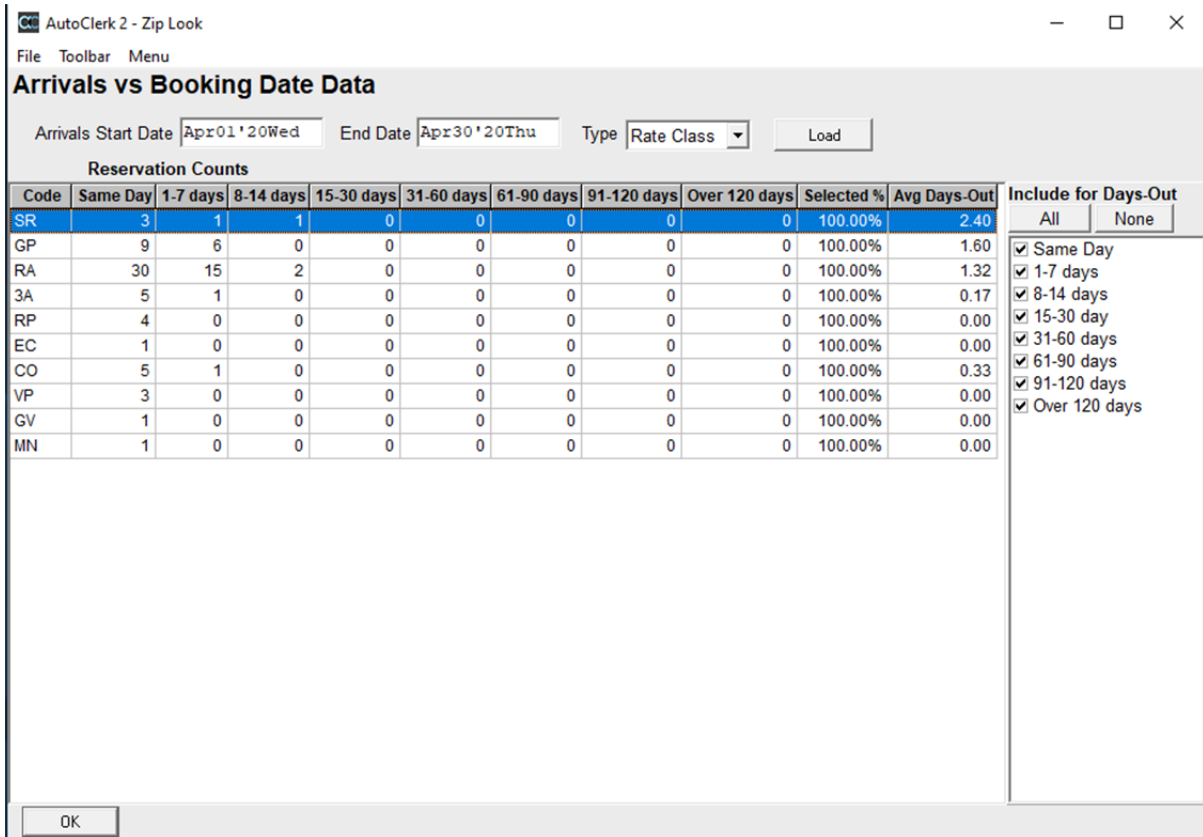 AutoClerk 2 - Zip Look
File Toolbar Menu
Arrivals vs Booking Date Data
Arrivals Start Date Apr01'20Wed End Date Apr30'20Thu Type Rate Class Load
Reservation Counts
Code Same Day 1-7 days 8-14 days 15-30 days 31-60 days 61-90 days 91-120 days Over 120 days Selected % Avg Days-Out
SR 3 1 1 0 0 0 0 0 100.00% 2.40
GP 9 6 0 0 0 0 0 0 100.00% 1.60
RA 30 15 2 0 0 0 0 0 100.00% 1.32
3A 5 1 0 0 0 0 0 0 100.00% 0.17
RP 4 0 0 0 0 0 0 0 100.00% 0.00
EC 1 0 0 0 0 0 0 0 100.00% 0.00
CO 5 1 0 0 0 0 0 0 100.00% 0.33
VP 3 0 0 0 0 0 0 0 100.00% 0.00
GV 1 0 0 0 0 0 0 0 100.00% 0.00
MN 1 0 0 0 0 0 0 0 100.00% 0.00
Include for Days-Out
All None
Same Day
1-7 days
8-14 days
15-30 day
31-60 days
61-90 days
91-120 days
Over 120 days
OK